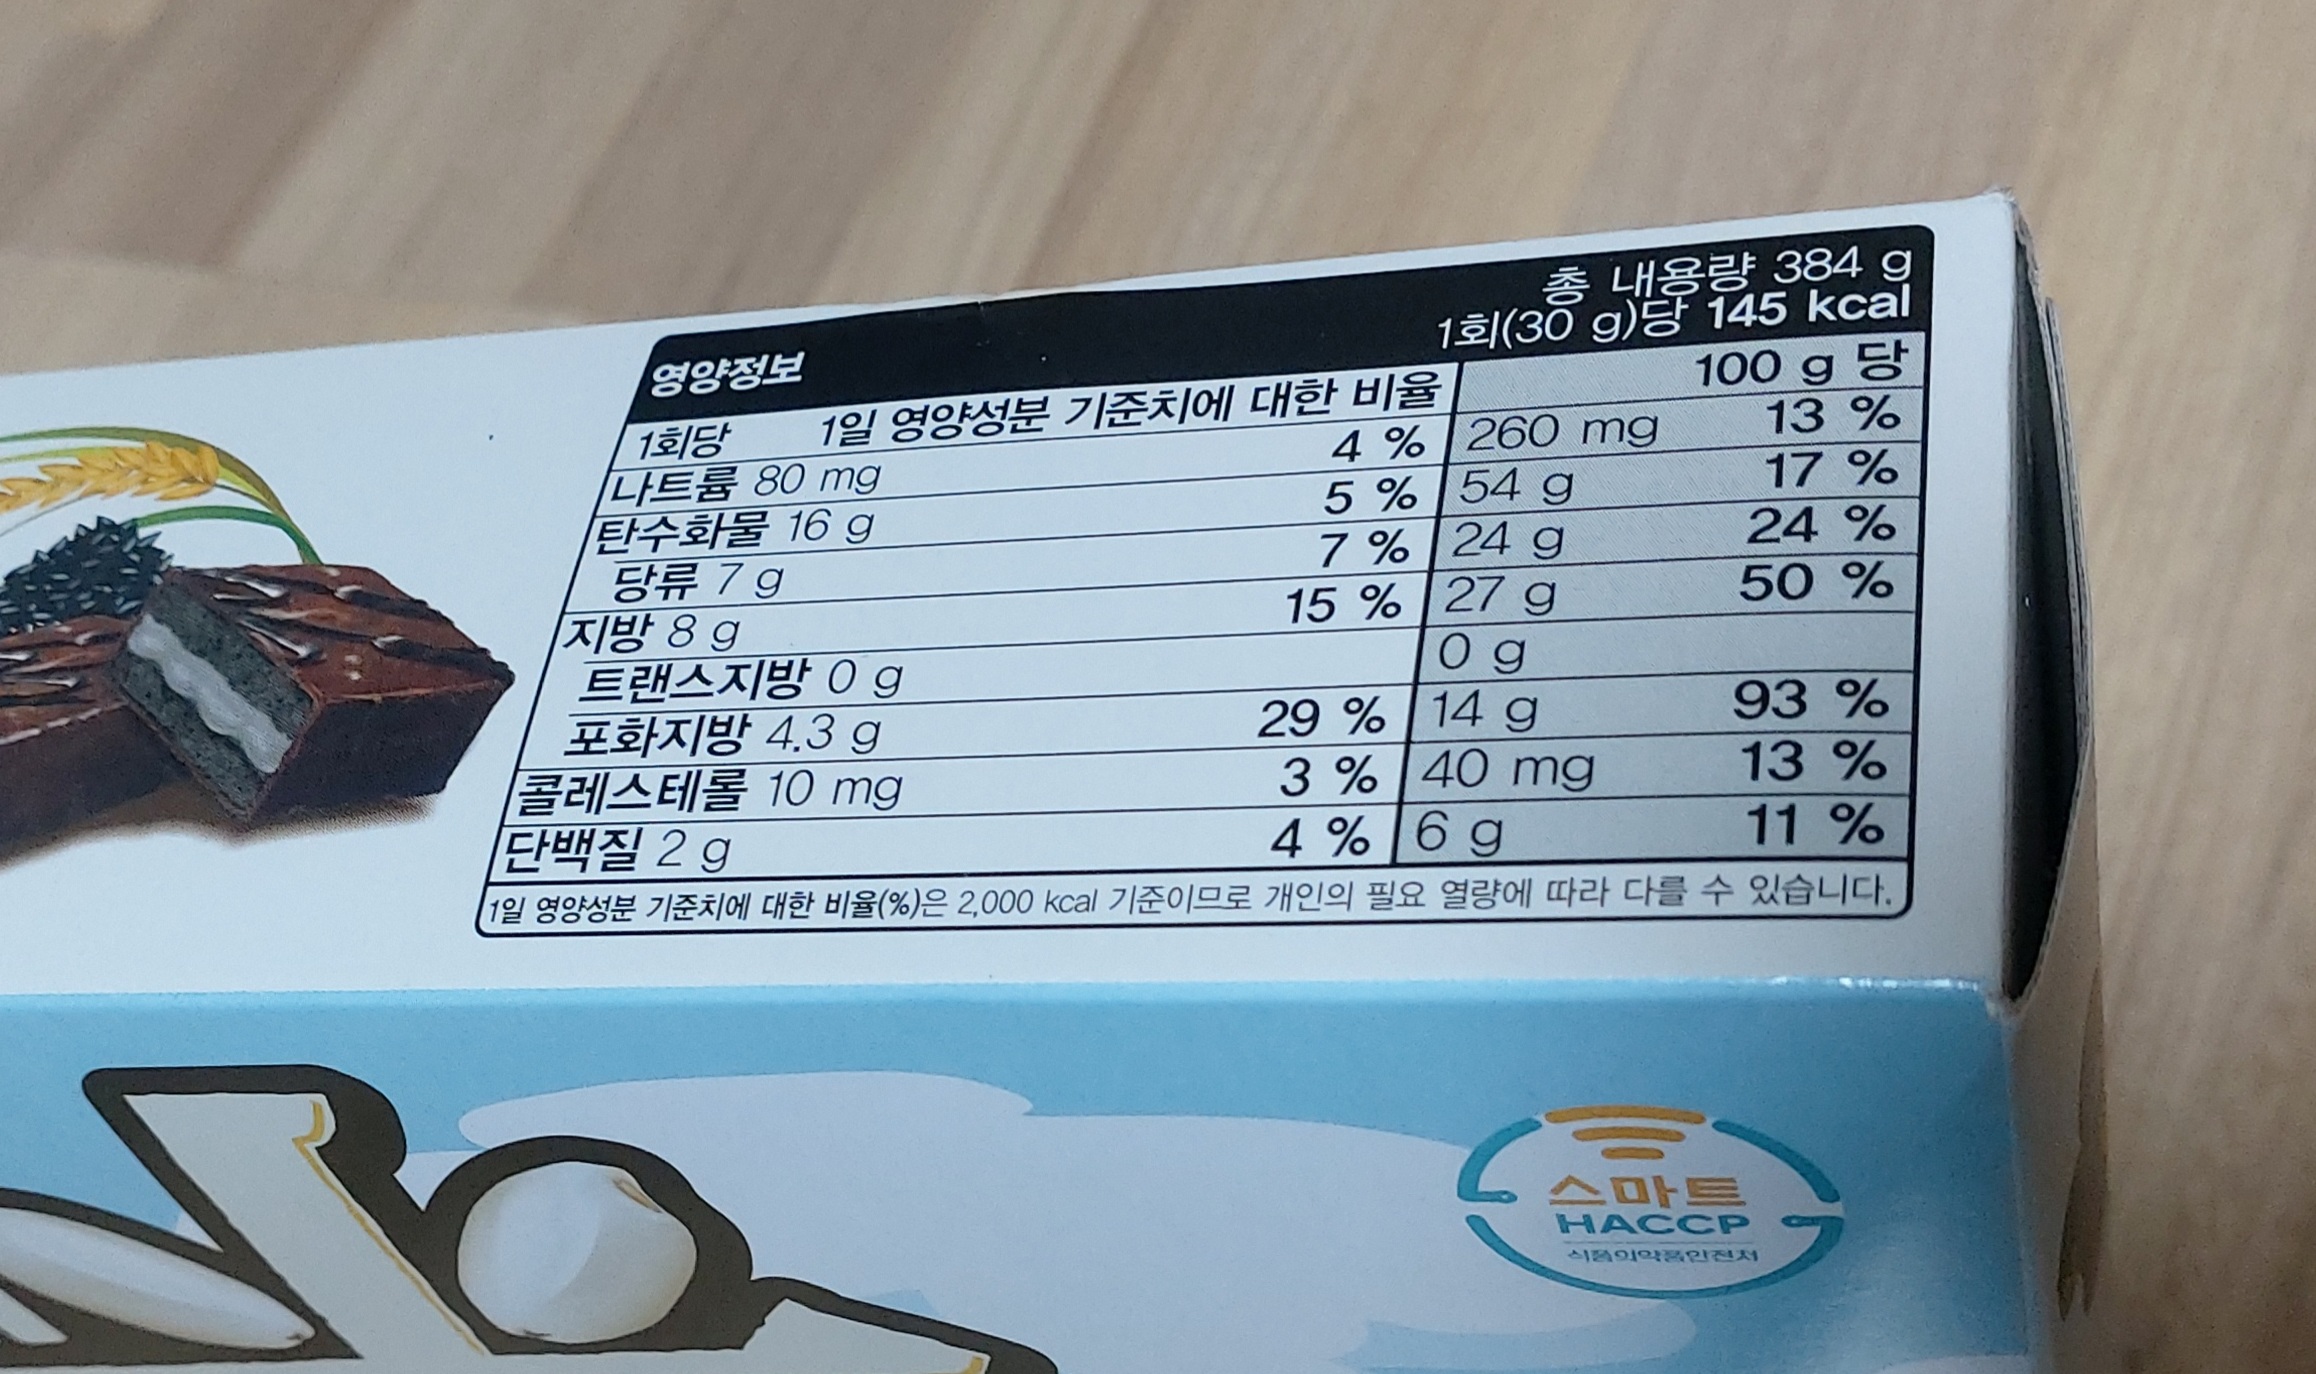 영양정보
총 내용량 384 g
1회(30 g)당 145 kcal
1회당 1일 영양성분 기준치에 대한 비율 100 g 당
나트륨 80 mg 4 % 260 mg 13 %
탄수화물 16 g 5 % 54 g 17 %
당류 7 g 7 % 24 g 24 %
지방 8 g 15 % 27 g 50 %
트랜스지방 0 g 0 g
포화지방 4.3 g 29 % 14 g 93 %
콜레스테롤 10 mg 3 % 40 mg 13 %
단백질 2 g 4 % 6 g 11 %
1일 영양성분 기준치에 대한 비율(%)은 2,000 kcal 기준이므로 개인의 필요 열량에 따라 다를 수 있습니다.
스마트
HACCP
식품의약품안전처